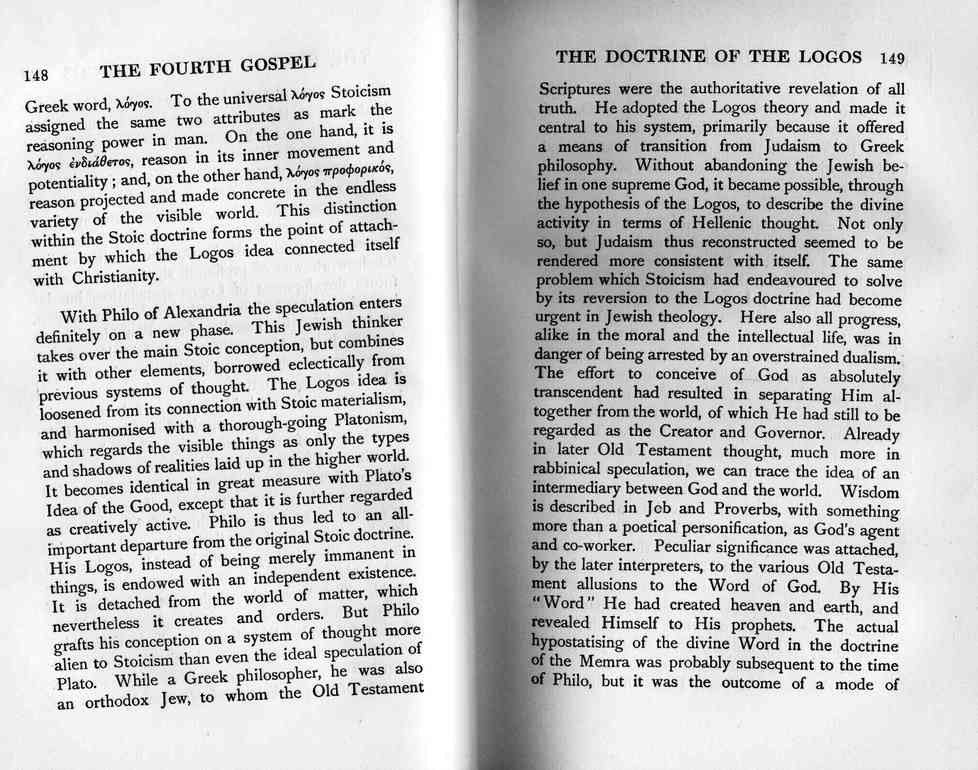 148 THE FOURTH GOSPEL
Greek word, λόγος. To the universal λόγος Stoicism
assigned the same two attributes as mark the
reasoning power in man. On the one hand, it is
λόγος ἐνδιάθετος, reason in its inner movement and
potentiality; and, on the other hand, λόγος προφορικός,
reason projected and made concrete in the endless
variety of the visible world. This distinction
within the Stoic doctrine forms the point of attach-
ment by which the Logos idea connected itself
with Christianity.
With Philo of Alexandria the speculation enters
definitely on a new phase. This Jewish thinker
takes over the main Stoic conception, but combines
it with other elements, borrowed eclectically from
previous systems of thought. The Logos idea is
loosened from its connection with Stoic materialism,
and harmonised with a thorough-going Platonism,
which regards the visible things as only the types
and shadows of realities laid up in the higher world.
It becomes identical in great measure with Plato's
Idea of the Good, except that it is further regarded
as creatively active. Philo is thus led to an all-
important departure from the original Stoic doctrine.
His Logos, instead of being merely immanent in
things, is endowed with an independent existence.
It is detached from the world of matter, which
nevertheless it creates and orders. But Philo
grafts his conception on a system of thought more
alien to Stoicism than even the ideal speculation of
Plato. While a Greek philosopher, he was also
an orthodox Jew, to whom the Old Testament
THE DOCTRINE OF THE LOGOS 149
Scriptures were the authoritative revelation of all
truth. He adopted the Logos theory and made it
central to his system, primarily because it offered
a means of transition from Judaism to Greek
philosophy. Without abandoning the Jewish be-
lief in one supreme God, it became possible, through
the hypothesis of the Logos, to describe the divine
activity in terms of Hellenic thought. Not only
so, but Judaism thus reconstructed seemed to be
rendered more consistent with itself. The same
problem which Stoicism had endeavoured to solve
by its reversion to the Logos doctrine had become
urgent in Jewish theology. Here also all progress,
alike in the moral and the intellectual life, was in
danger of being arrested by an overstrained dualism.
The effort to conceive of God as absolutely
transcendent had resulted in separating Him al-
together from the world, of which He had still to be
regarded as the Creator and Governor. Already
in later Old Testament thought, much more in
rabbinical speculation, we can trace the idea of an
intermediary between God and the world. Wisdom
is described in Job and Proverbs, with something
more than a poetical personification, as God's agent
and co-worker. Peculiar significance was attached,
by the later interpreters, to the various Old Testa-
ment allusions to the Word of God. By His
"Word" He had created heaven and earth, and
revealed Himself to His prophets. The actual
hypostatising of the divine Word in the doctrine
of the Memra was probably subsequent to the time
of Philo, but it was the outcome of a mode of